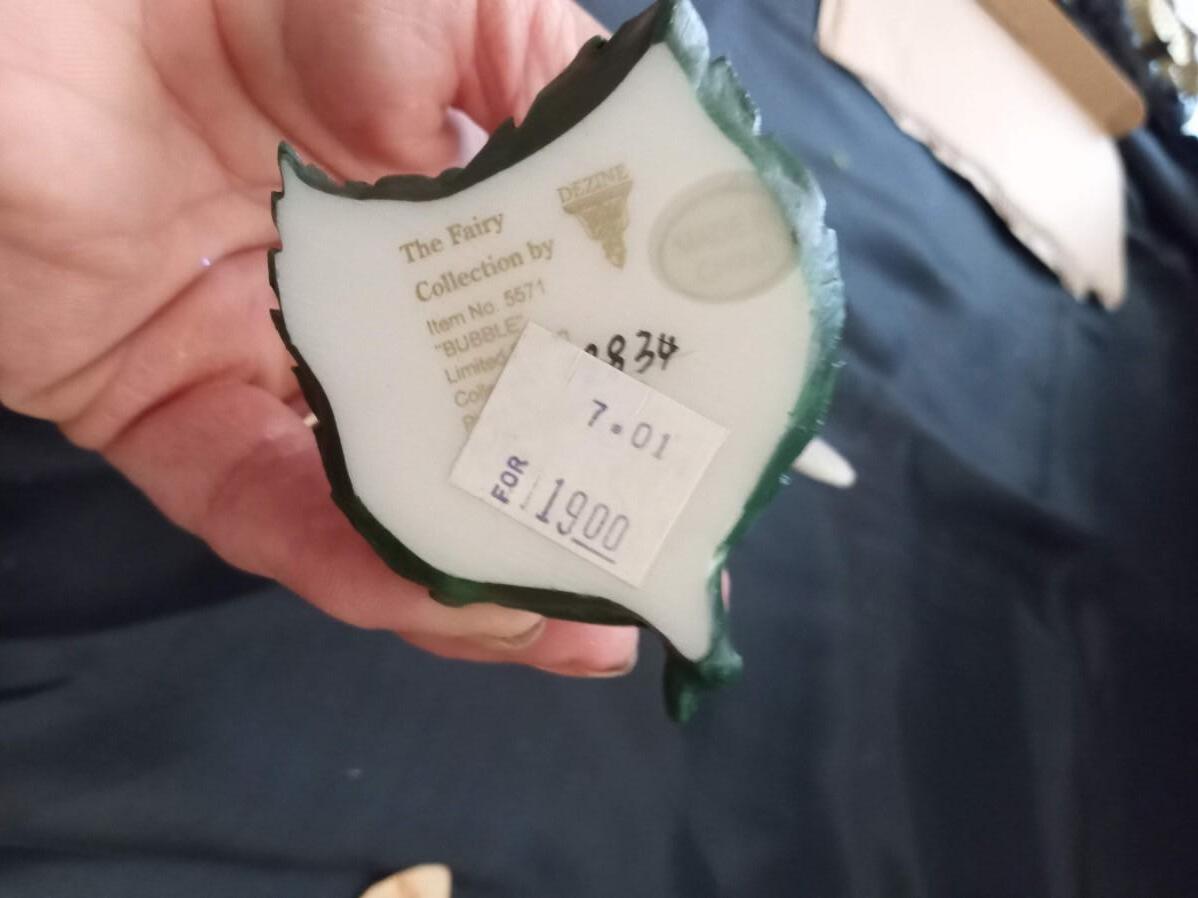 DEZINE
The Fairy
Collection by
Item No. 5571
"BUBBLE
Limited
834
7.01
FOR 1900